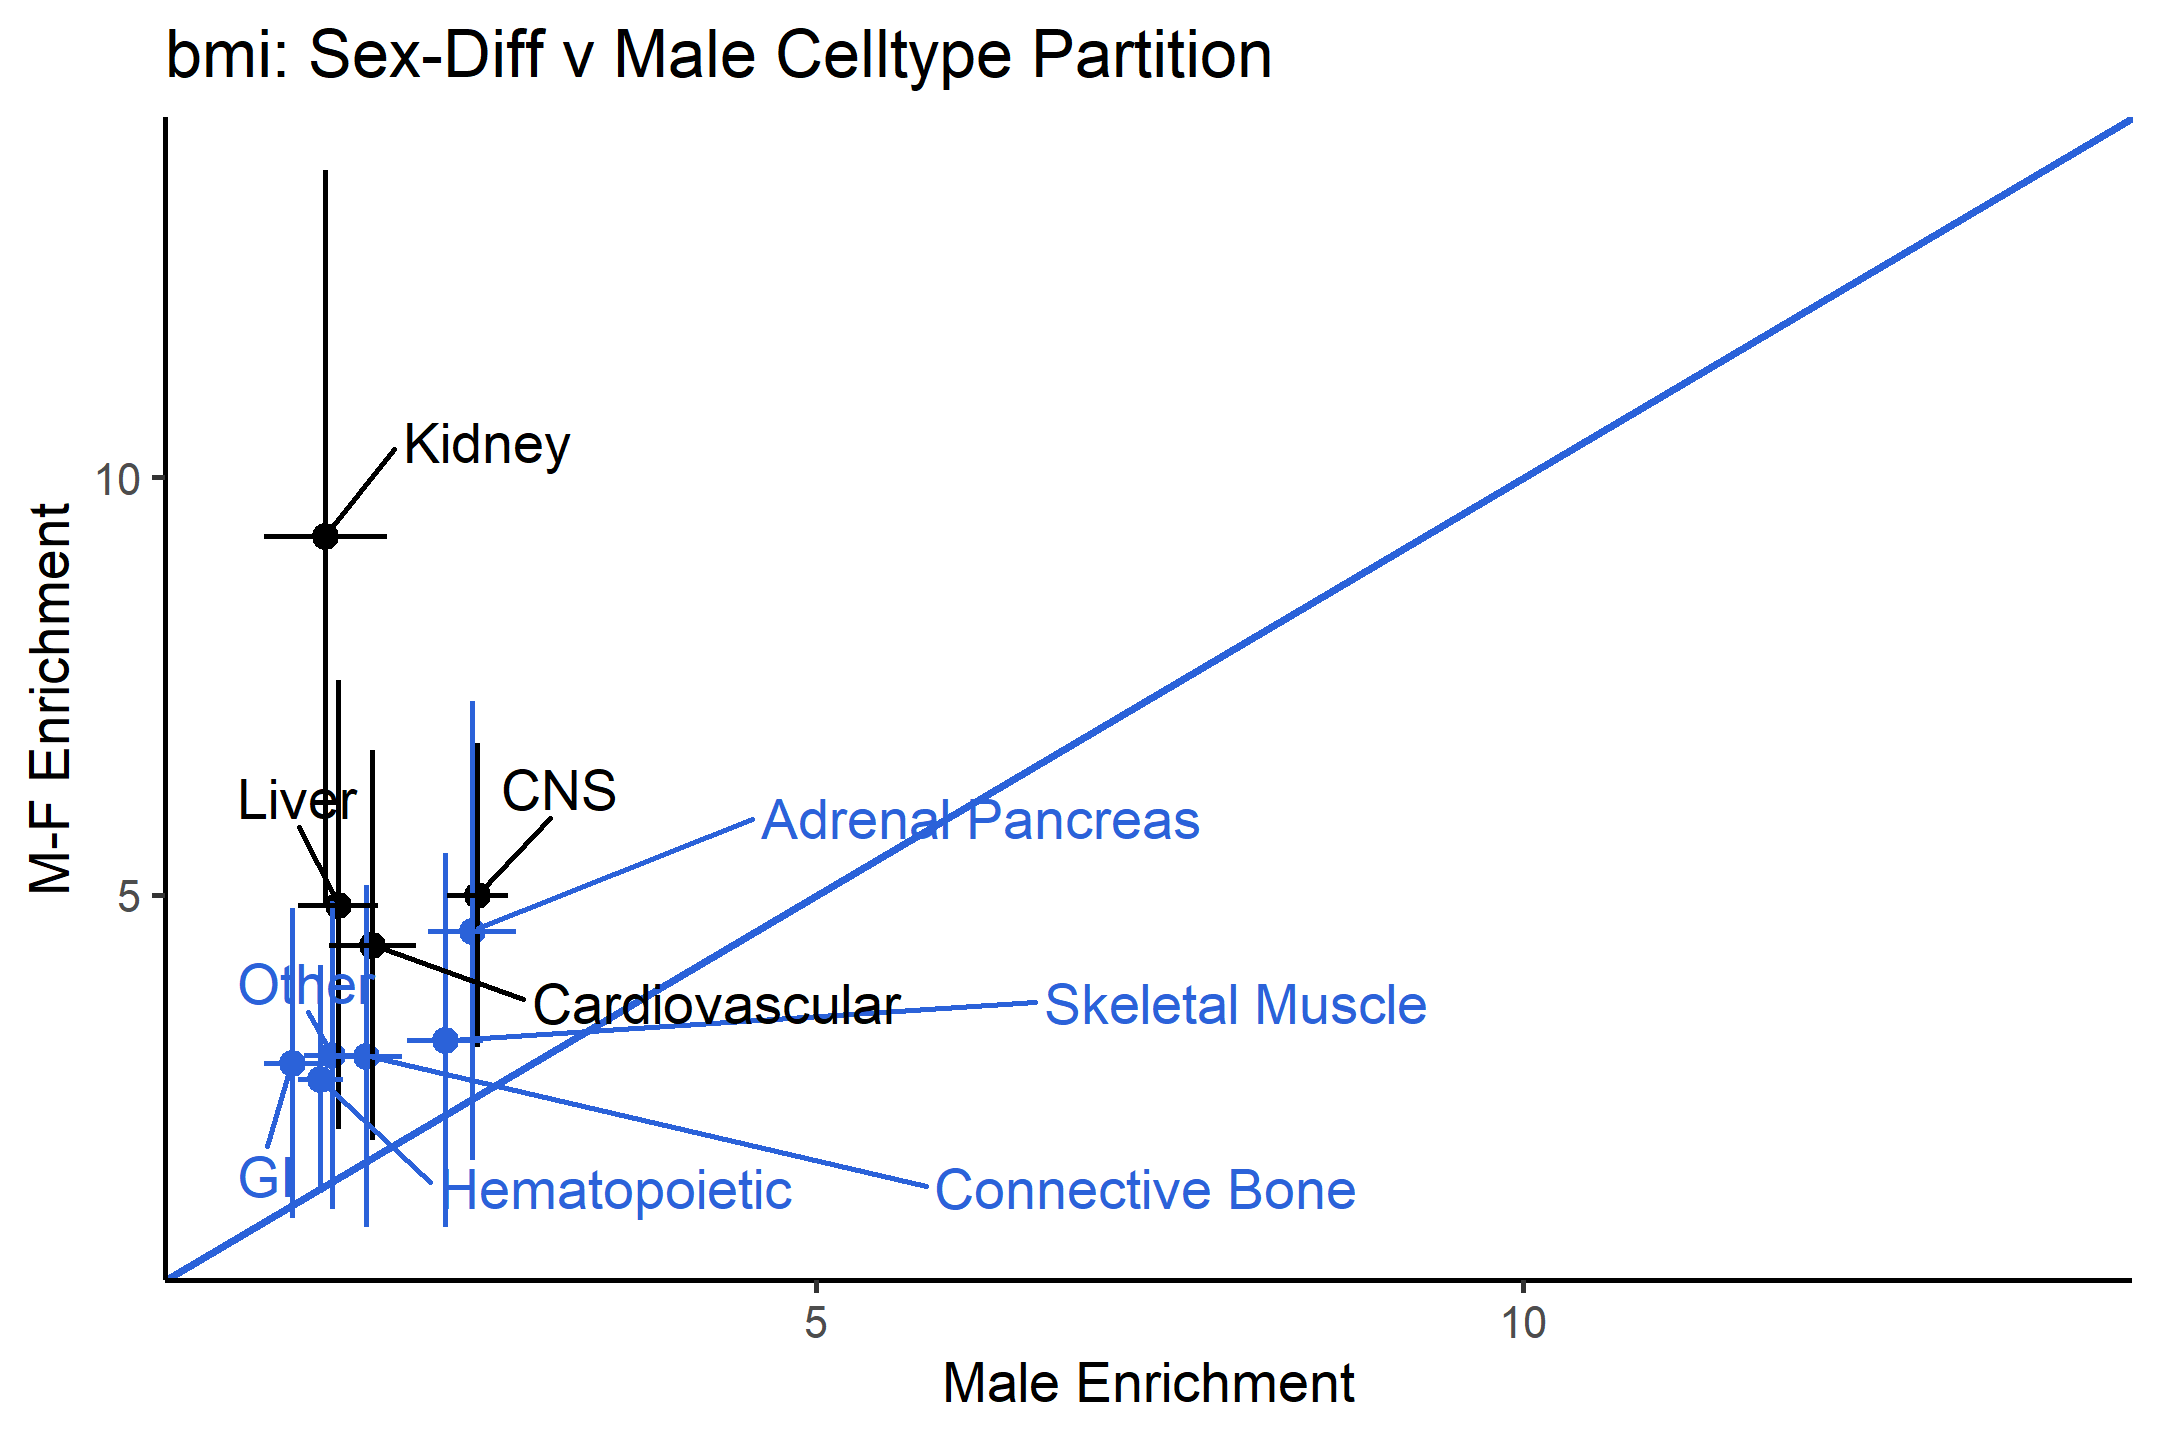 bmi: Sex-Diff v Male Celltype Partition
M-F Enrichment
10
5
Kidney
Liver
CNS
Adrenal Pancreas
Other
Cardiovascular
Skeletal Muscle
GI
Hematopoietic
Connective Bone
5
10
Male Enrichment